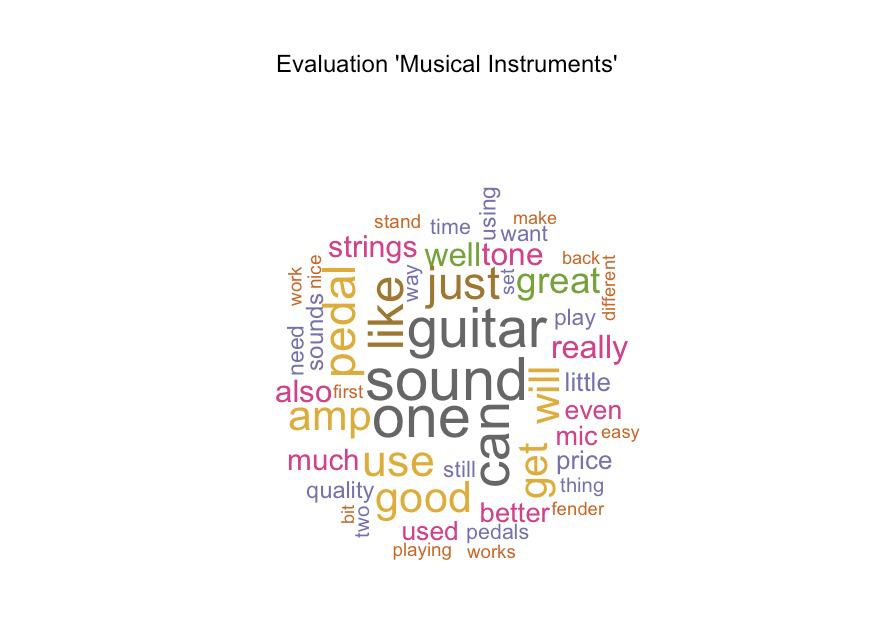 Evaluation 'Musical Instruments'
using
stand
time
make
want
strings
well
tone
back
work
nice
pedal
like
way
just
set
great
different
guitar
play
need
sounds
really
sound
also
first
will
little
amp
one
can
even
mic
easy
much
use
still
get
price
quality
good
thing
bit
two
better
fender
used
pedals
playing
works